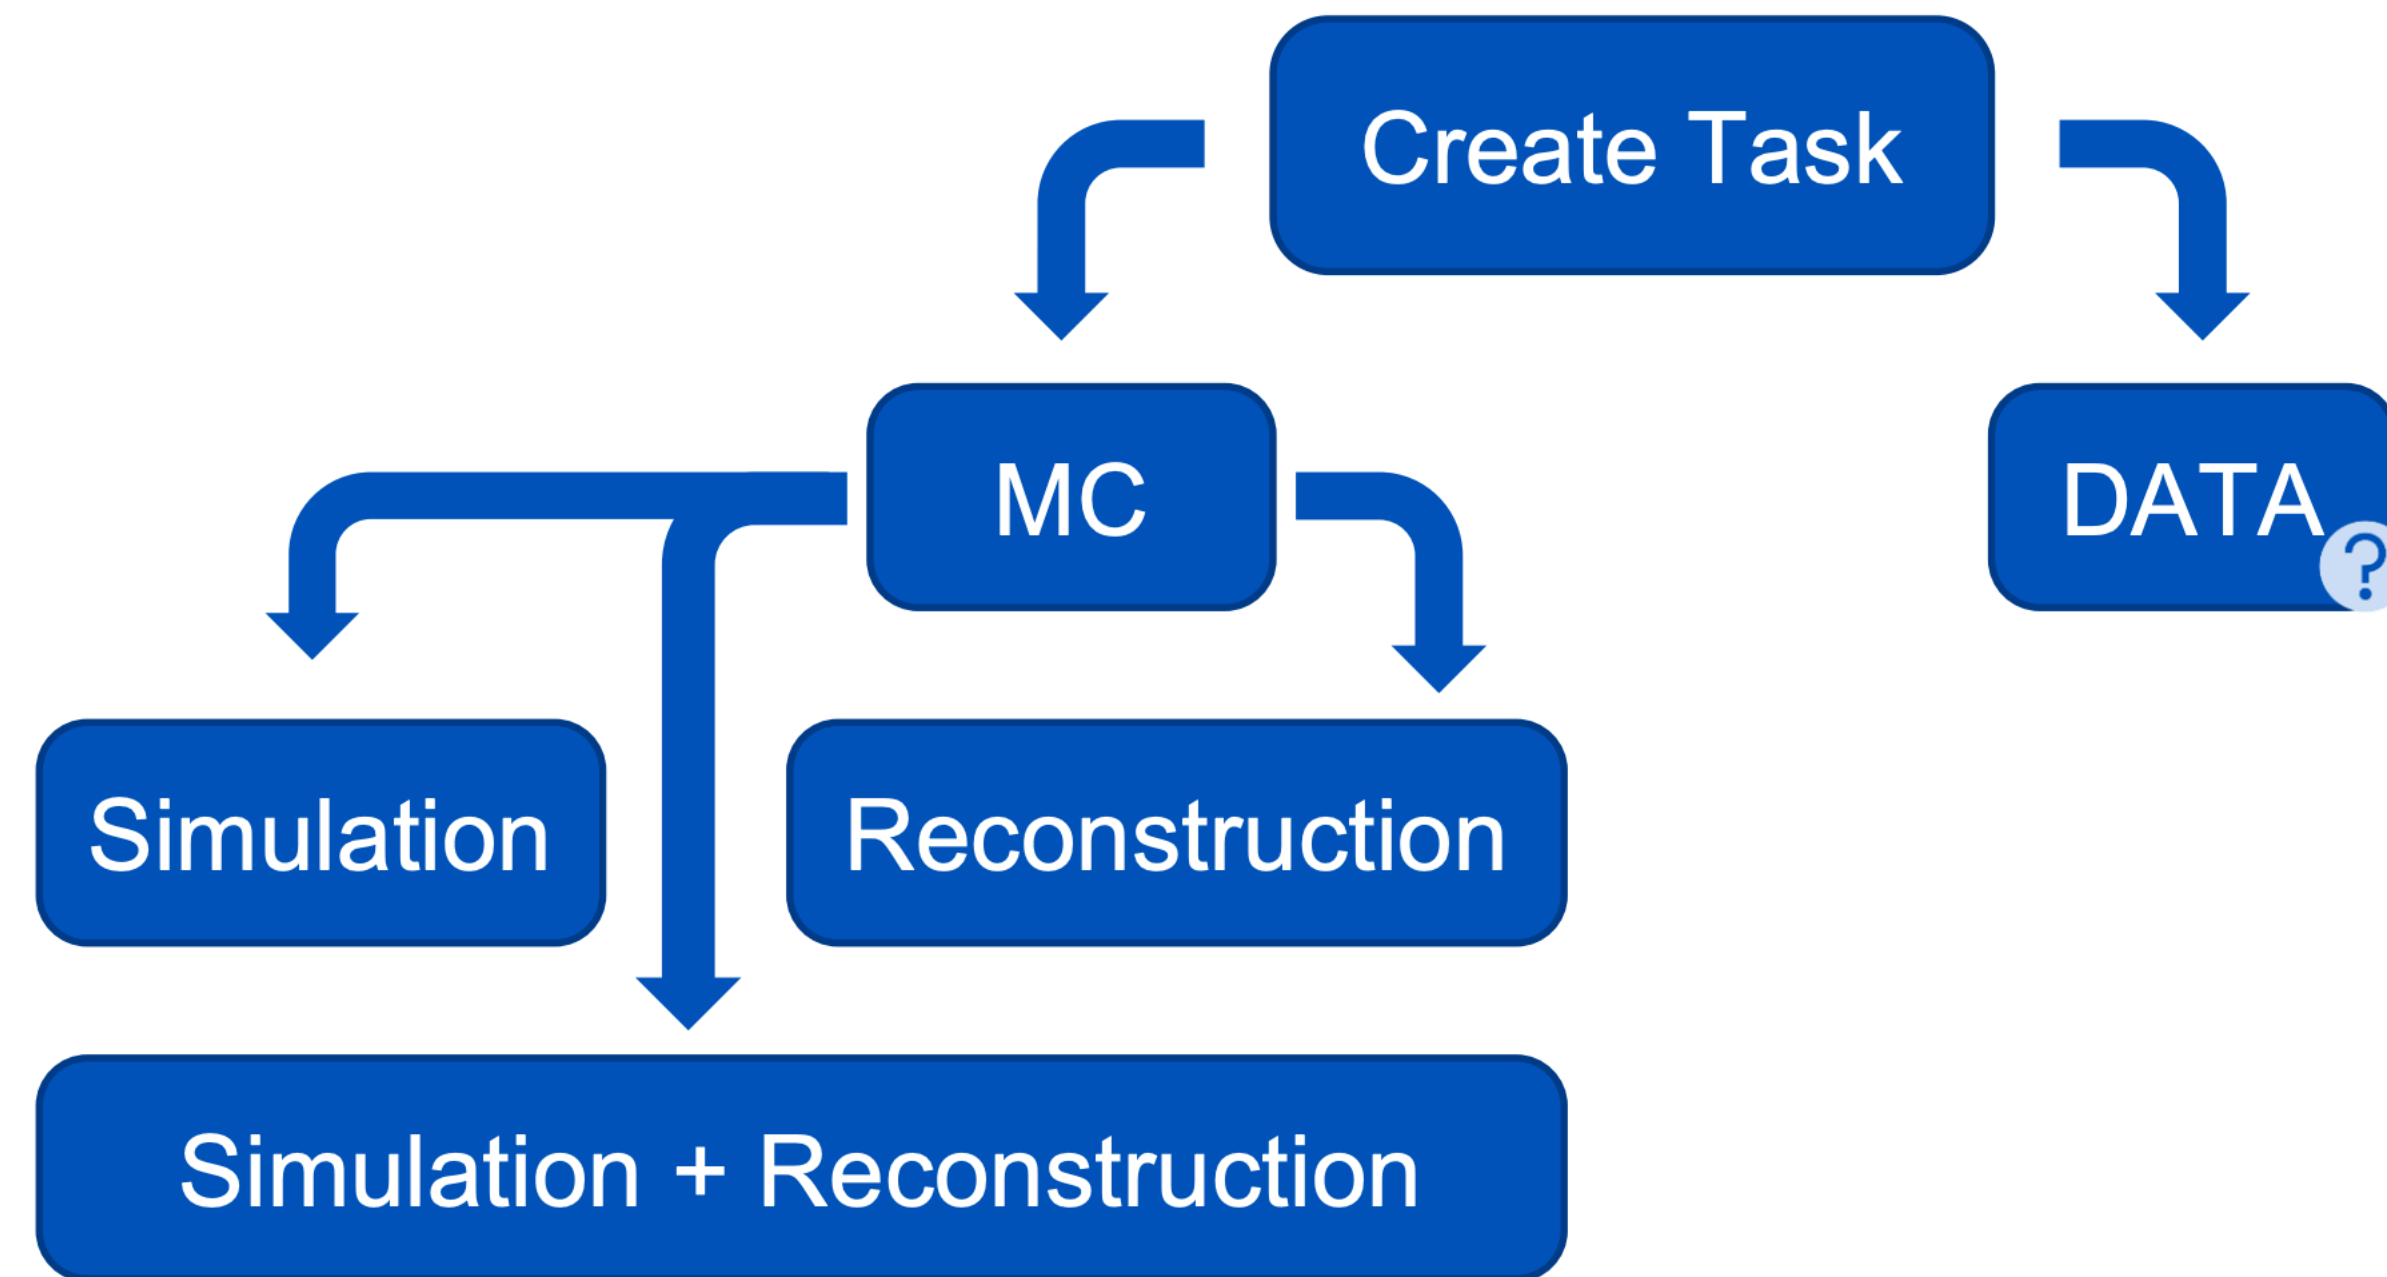 Create Task
MC
DATA
?
Simulation
Reconstruction
Simulation + Reconstruction